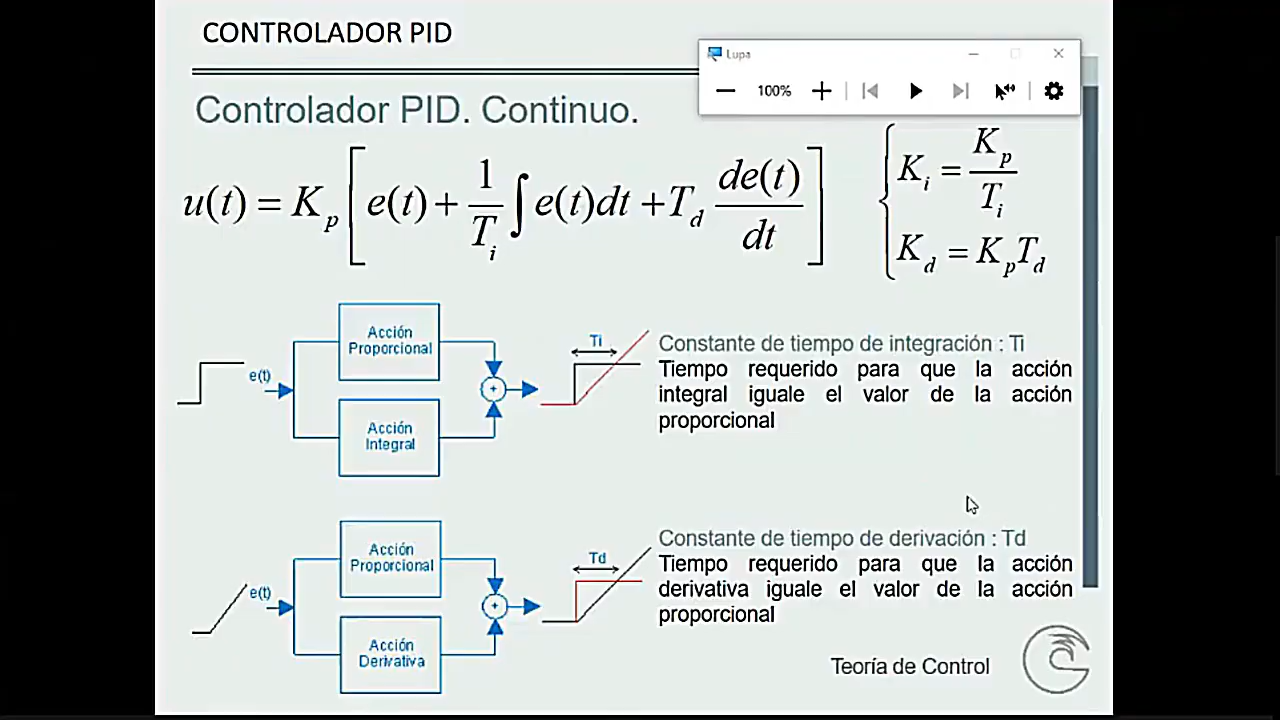 CONTROLADOR PID
Lupa
100%
Controlador PID. Continuo.
u(t) = K_p [ e(t) + 1/T_i ∫ e(t)dt + T_d de(t)/dt ]
K_i = K_p/T_i
K_d = K_p T_d
Acción
Proporcional
e(t)
+
Acción
Integral
Ti
Constante de tiempo de integración : Ti
Tiempo requerido para que la acción
integral iguale el valor de la acción
proporcional
Acción
Proporcional
e(t)
+
Acción
Derivativa
Td
Constante de tiempo de derivación : Td
Tiempo requerido para que la acción
derivativa iguale el valor de la acción
proporcional
Teoría de Control